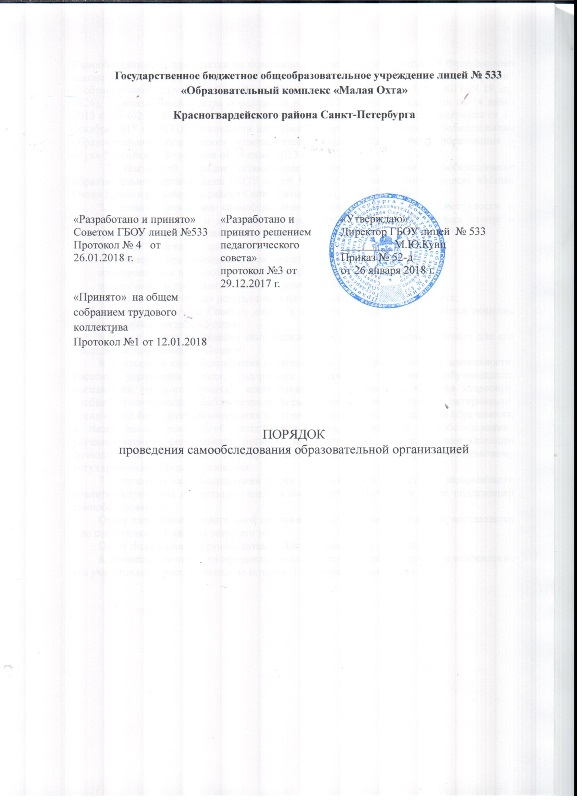 Государственное бюджетное общеобразовательное учреждение лицей № 533
«Образовательный комплекс «Малая Охта»
Красногвардейского района Санкт-Петербурга
«Разработано и принято»
Советом ГБОУ лицей №533
Протокол № 4 от
26.01.2018 г.
«Принято» на общем
собранием трудового
коллектива
Протокол №1 от 12.01.2018
«Разработано и
принято решением
педагогического
совета»
протокол №3 от
29.12.2017 г.
«Утверждаю»
Директор ГБОУ лицей № 533
М.Ю.Кунц
Приказ № 52-д
от 26 января 2018 г.
ПОРЯДОК
проведения самообследования образовательной организацией